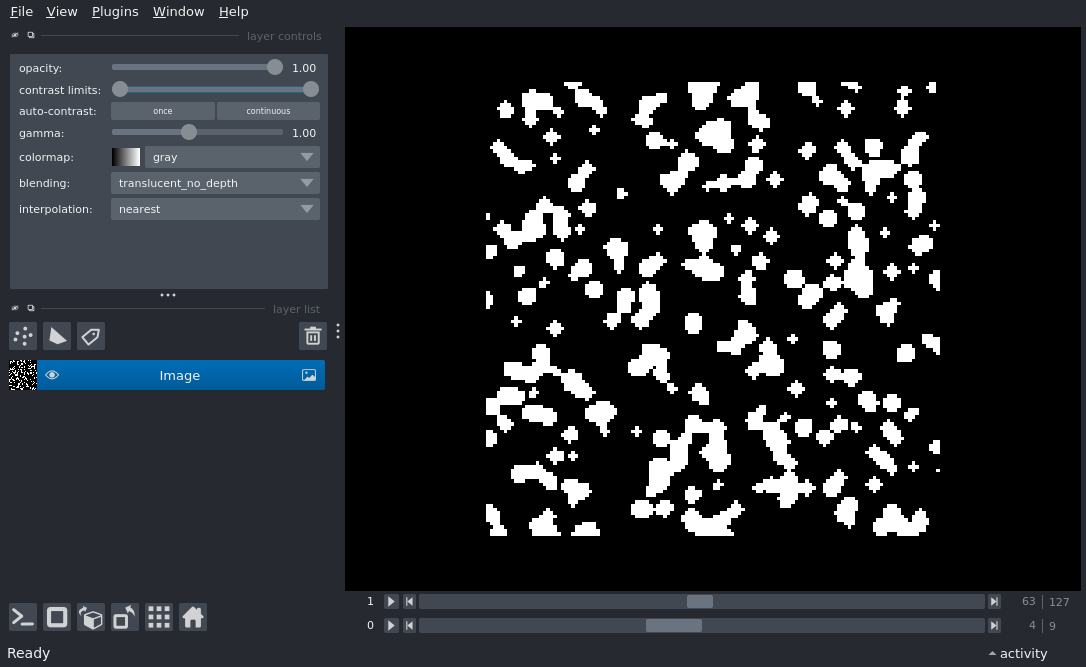 File View Plugins Window Help
layer controls
opacity: 1.00
contrast limits:
auto-contrast: once continuous
gamma: 1.00
colormap: gray
blending: translucent_no_depth
interpolation: nearest
layer list
Image
1 63 127
0 4 9
Ready activity